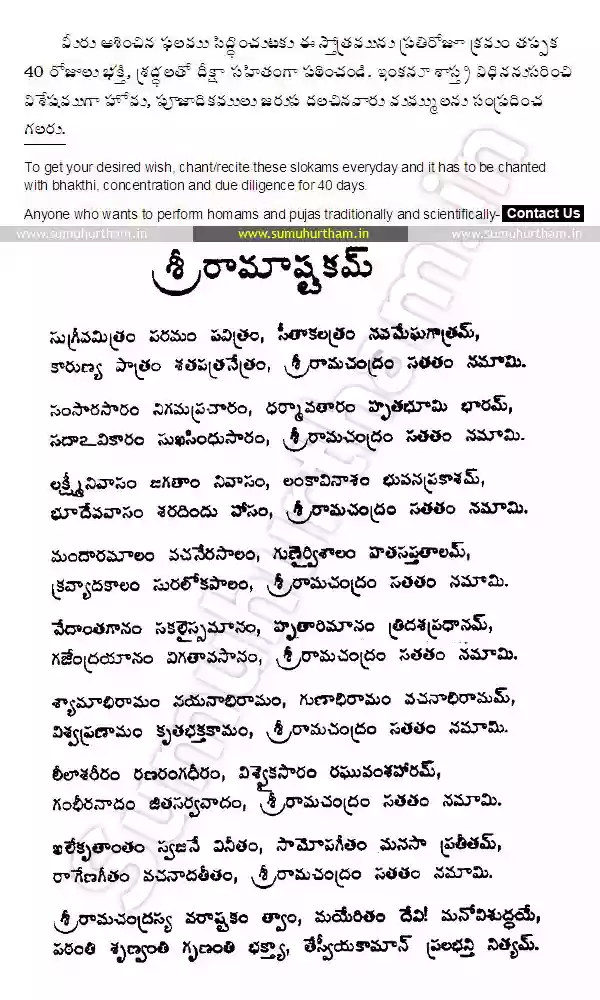 మీరు ఆశించిన ఫలము సిద్ధించుటకు ఈ స్తోత్రమును ప్రతిరోజూ క్రమం తప్పక
40 రోజులు భక్తి, శ్రద్ధలతో దీక్షా సహితంగా పఠించండి. ఇంకనూ శాస్త్ర విధిననుసరించి
విశేషముగా హోమ, పూజాదికములు జరుప దలచినవారు మమ్ములను సంప్రదించ
గలరు.
To get your desired wish, chant/recite these slokams everyday and it has to be chanted
with bhakthi, concentration and due diligence for 40 days.
Anyone who wants to perform homams and pujas traditionally and scientifically- Contact Us
www.sumuhurtham.in www.sumuhurtham.in www.sumuhurtham.in
శ్రీరామాష్టకమ్
సుగ్రీవమిత్రం పరమం పవిత్రం, సీతాకలత్రం నవమేఘగాత్రమ్,
కారుణ్య పాత్రం శతపత్రనేత్రం, శ్రీరామచంద్రం సతతం నమామి.
సంసారసారం నిగమప్రచారం, ధర్మావతారం హృతభూమి భారమ్,
సదాఽవికారం సుఖసింధుసారం, శ్రీరామచంద్రం సతతం నమామి.
లక్ష్మీనివాసం జగతాం నివాసం, లంకావినాశం భువనప్రకాశమ్,
భూదేవవాసం శరదిందు హాసం, శ్రీరామచంద్రం సతతం నమామి.
మందారమాలం వచనేరసాలం, గుణైర్విశాలం హతసప్తతాలమ్,
క్రవ్యాదకాలం సురలోకపాలం, శ్రీరామచంద్రం సతతం నమామి.
వేదాంతగానం సకలైస్సమానం, హృతారిమానం త్రిదశప్రధానమ్,
గజేంద్రయానం విగతావసానం, శ్రీరామచంద్రం సతతం నమామి.
శ్యామాభిరామం నయనాభిరామం, గుణాభిరామం వచనాభిరామమ్,
విశ్వప్రణామం కృతభక్తకామం, శ్రీరామచంద్రం సతతం నమామి.
లీలాశరీరం రణరంగధీరం, విశ్వైకసారం రఘువంశహారమ్,
గంభీరనాదం జితసర్వవాదం, శ్రీరామచంద్రం సతతం నమామి.
ఖలేకృతాంతం స్వజనే వినీతం, సామోపగీతం మనసా ప్రతీతమ్,
రాగేణగీతం వచనాదతీతం, శ్రీరామచంద్రం సతతం నమామి.
శ్రీరామచంద్రస్య వరాష్టకం త్వాం, మయేరితం దేవి! మనోవిశుద్ధయే,
పఠంతి శృణ్వంతి గృణంతి భక్త్యా, తేస్వీయకామాన్ ప్రలభన్తి నిత్యమ్.
Sumuhurtham.in